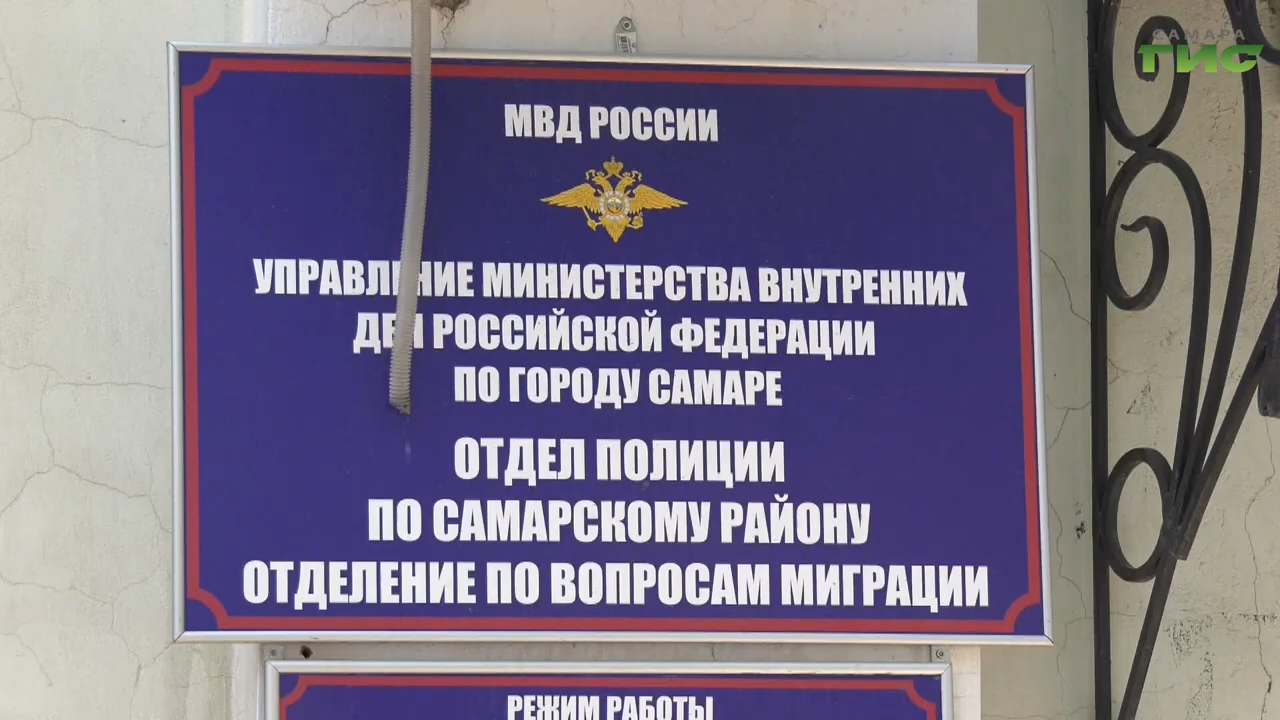 САМАРА
ГИС
МВД РОССИИ
УПРАВЛЕНИЕ МИНИСТЕРСТВА ВНУТРЕННИХ
ДЕЛ РОССИЙСКОЙ ФЕДЕРАЦИИ
ПО ГОРОДУ САМАРЕ
ОТДЕЛ ПОЛИЦИИ
ПО САМАРСКОМУ РАЙОНУ
ОТДЕЛЕНИЕ ПО ВОПРОСАМ МИГРАЦИИ
РЕЖИМ РАБОТЫ